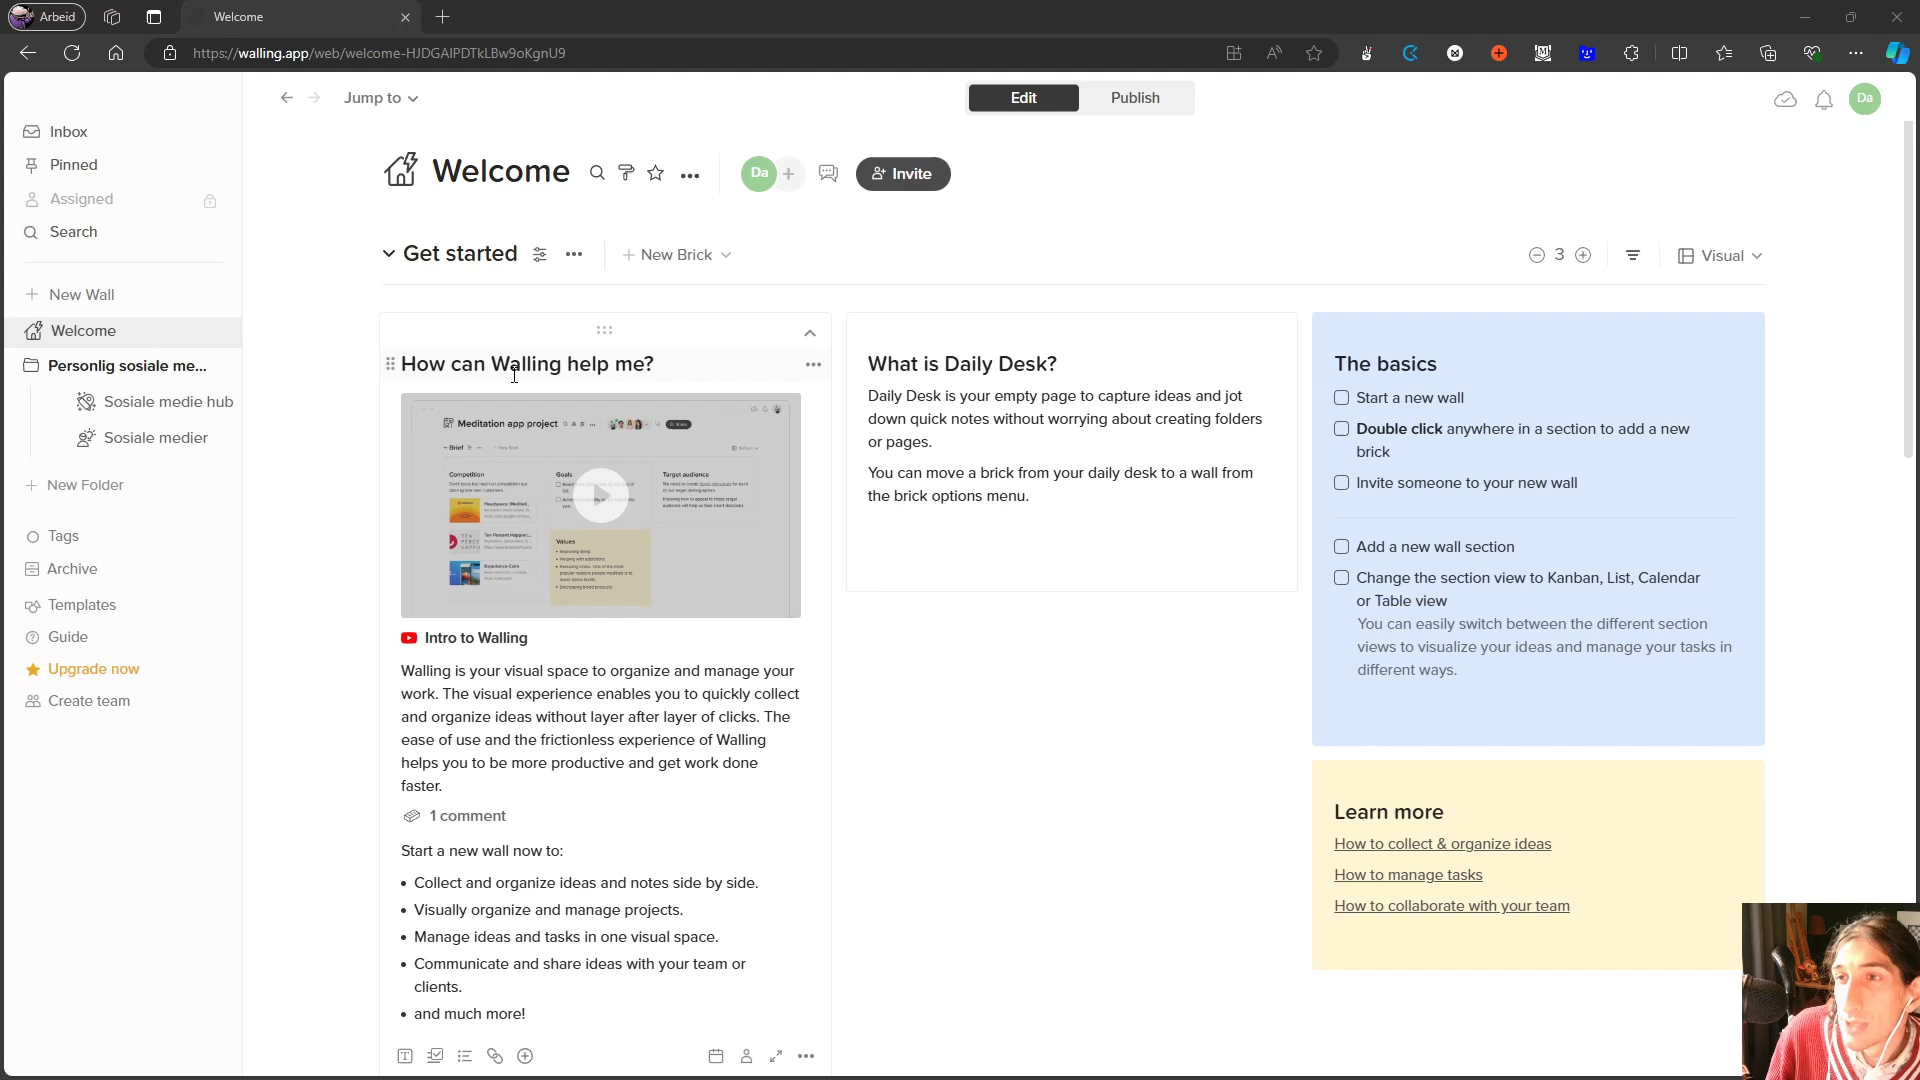 Arbeid
Welcome
https://walling.app/web/welcome-HJDGAIPDTkLBw9oKgnU9
Jump to
Edit
Publish
Da
Inbox
Pinned
Assigned
Search
New Wall
Welcome
Personlig sosiale me...
Sosiale medie hub
Sosiale medier
New Folder
Tags
Archive
Templates
Guide
Upgrade now
Create team
Welcome
Da
Invite
Get started
New Brick
3
Visual
How can Walling help me?
Meditation app project
Brief
Competition
Goals
Target audience
Values
Intro to Walling
Walling is your visual space to organize and manage your
work. The visual experience enables you to quickly collect
and organize ideas without layer after layer of clicks. The
ease of use and the frictionless experience of Walling
helps you to be more productive and get work done
faster.
1 comment
Start a new wall now to:
• Collect and organize ideas and notes side by side.
• Visually organize and manage projects.
• Manage ideas and tasks in one visual space.
• Communicate and share ideas with your team or
clients.
• and much more!
What is Daily Desk?
Daily Desk is your empty page to capture ideas and jot
down quick notes without worrying about creating folders
or pages.
You can move a brick from your daily desk to a wall from
the brick options menu.
The basics
Start a new wall
Double click anywhere in a section to add a new
brick
Invite someone to your new wall
Add a new wall section
Change the section view to Kanban, List, Calendar
or Table view
You can easily switch between the different section
views to visualize your ideas and manage your tasks in
different ways.
Learn more
How to collect & organize ideas
How to manage tasks
How to collaborate with your team